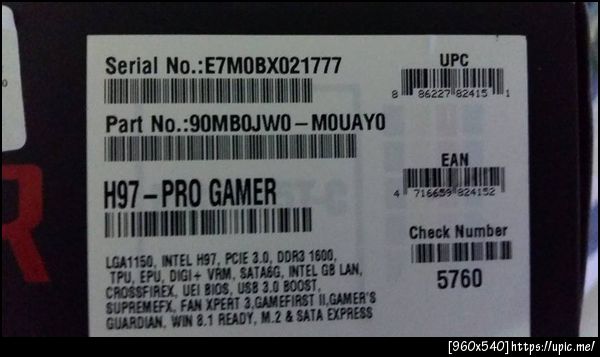 Serial No.:E7M0BX021777
UPC
8 86227 82415 1
Part No.:90MB0JW0-M0UAY0
EAN
4 716659 824152
H97-PRO GAMER
Check Number
5760
LGA1150, INTEL H97, PCIE 3.0, DDR3 1600,
TPU, EPU, DIGI+ VRM, SATA6G, INTEL GB LAN,
CROSSFIREX, UEI BIOS, USB 3.0 BOOST,
SUPREMEFX, FAN XPERT 3,GAMEFIRST II,GAMER'S
GUARDIAN, WIN 8.1 READY, M.2 & SATA EXPRESS
R
[960x540]https://upic.me/